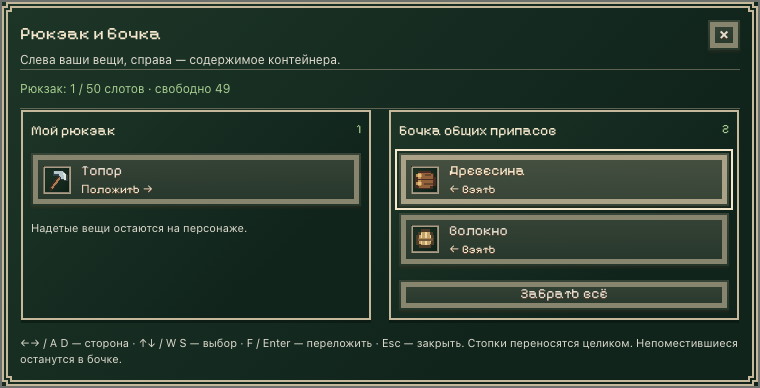 Рюкзак и бочка
×
Слева ваши вещи, справа — содержимое контейнера.
Рюкзак: 1 / 50 слотов · свободно 49
Мой рюкзак
1
Топор
Положить →
Надетые вещи остаются на персонаже.
Бочка общих припасов
2
Древесина
← Взять
Волокно
← Взять
Забрать всё
←→ / A D — сторона · ↑↓ / W S — выбор · F / Enter — переложить · Esc — закрыть. Стопки переносятся целиком. Непоместившиеся
останутся в бочке.